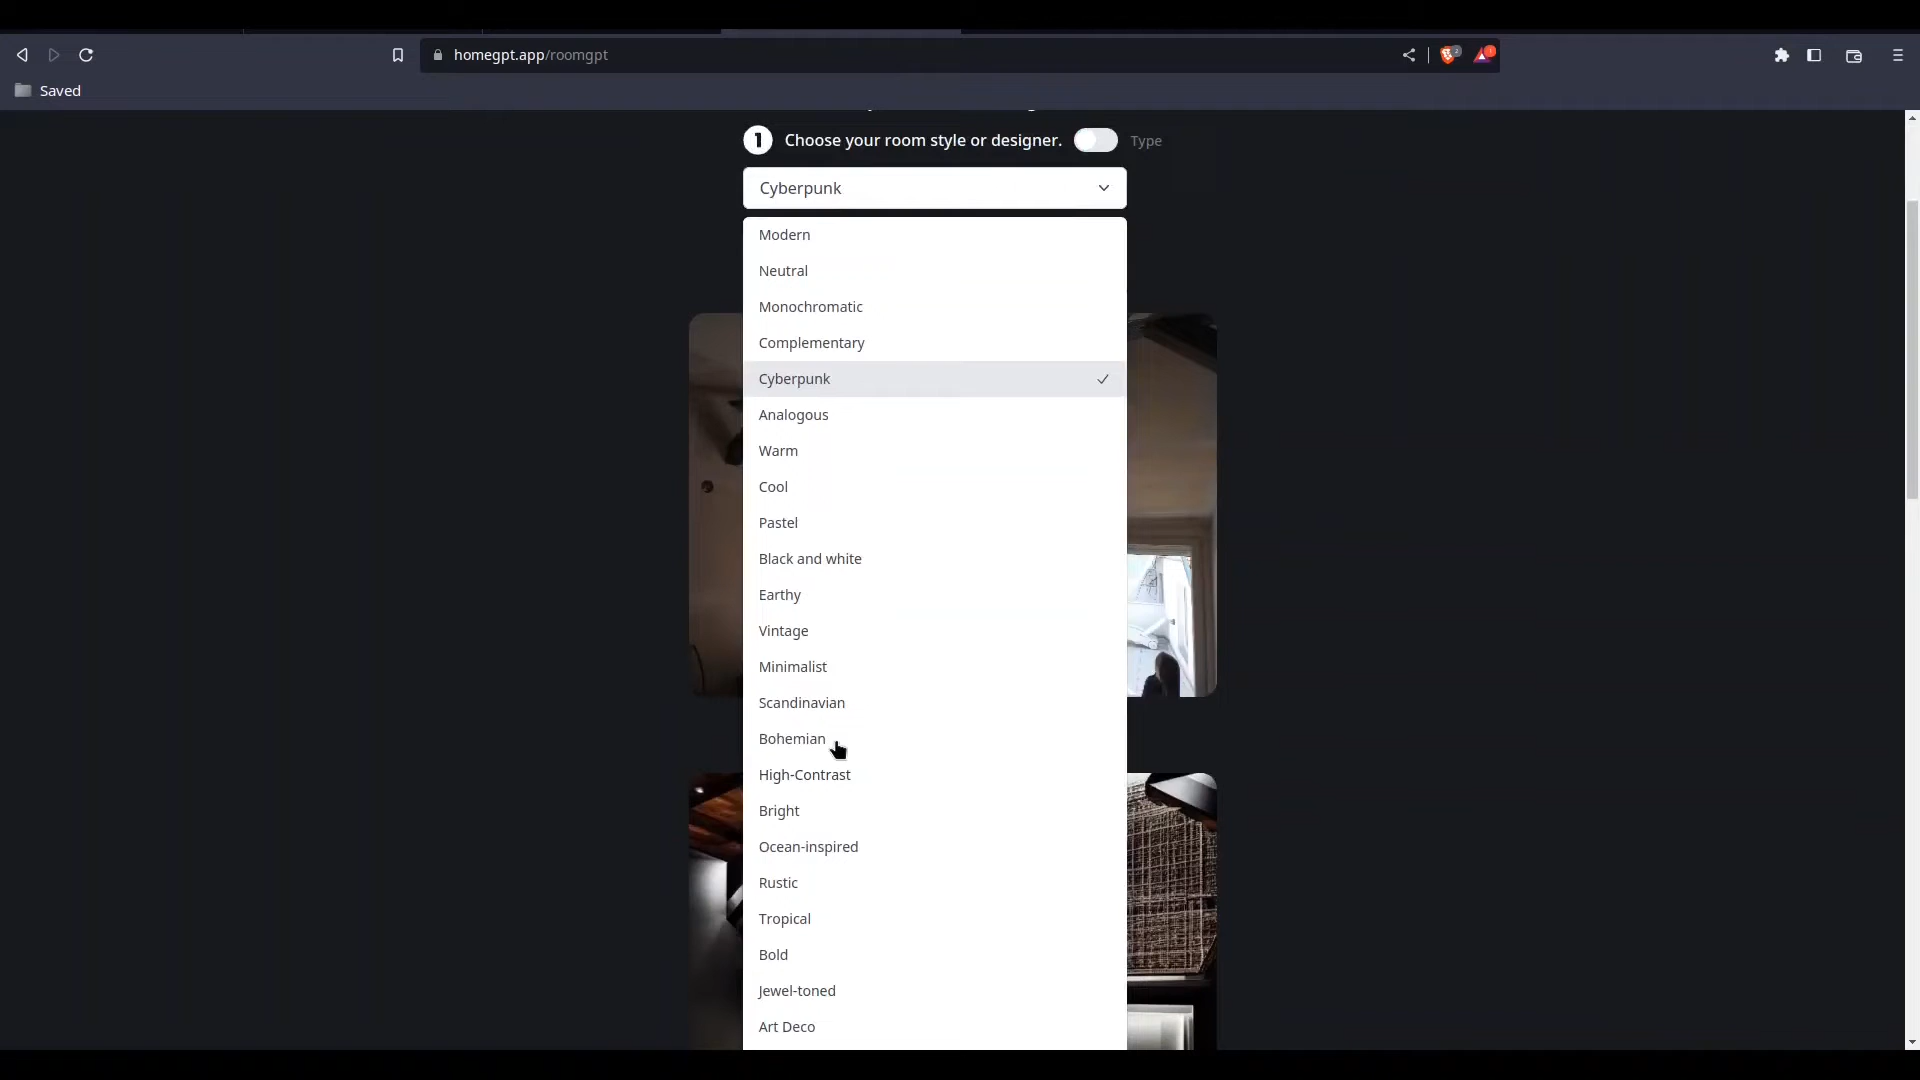 homegpt.app/roomgpt
Saved
1 Choose your room style or designer. Type
Cyberpunk
Modern
Neutral
Monochromatic
Complementary
Cyberpunk
Analogous
Warm
Cool
Pastel
Black and white
Earthy
Vintage
Minimalist
Scandinavian
Bohemian
High-Contrast
Bright
Ocean-inspired
Rustic
Tropical
Bold
Jewel-toned
Art Deco